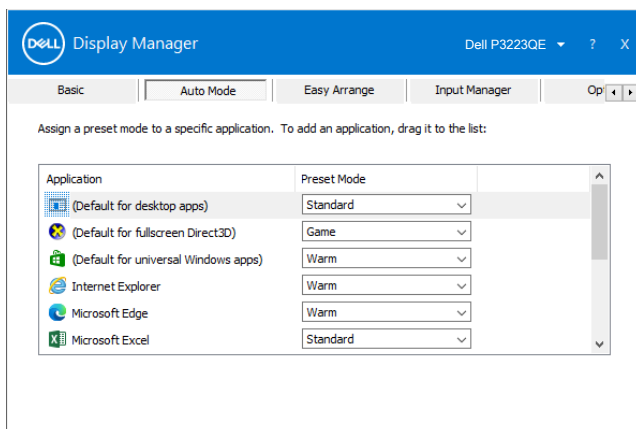 DELL Display Manager Dell P3223QE ? X
Basic Auto Mode Easy Arrange Input Manager Op
Assign a preset mode to a specific application. To add an application, drag it to the list:
Application Preset Mode
(Default for desktop apps) Standard
(Default for fullscreen Direct3D) Game
(Default for universal Windows apps) Warm
Internet Explorer Warm
Microsoft Edge Warm
Microsoft Excel Standard